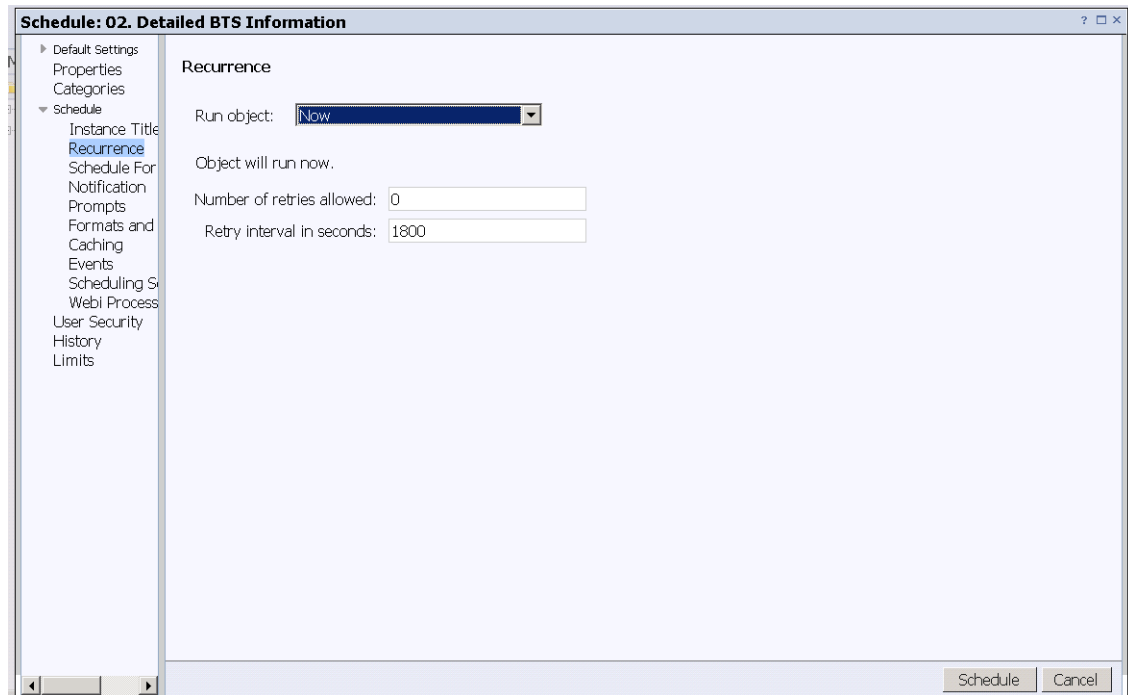 Schedule: 02. Detailed BTS Information
Default Settings
Properties
Categories
Schedule
Instance Title
Recurrence
Schedule For
Notification
Prompts
Formats and
Caching
Events
Scheduling S
Webi Process
User Security
History
Limits
Recurrence
Run object: Now
Object will run now.
Number of retries allowed: 0
Retry interval in seconds: 1800
Schedule Cancel